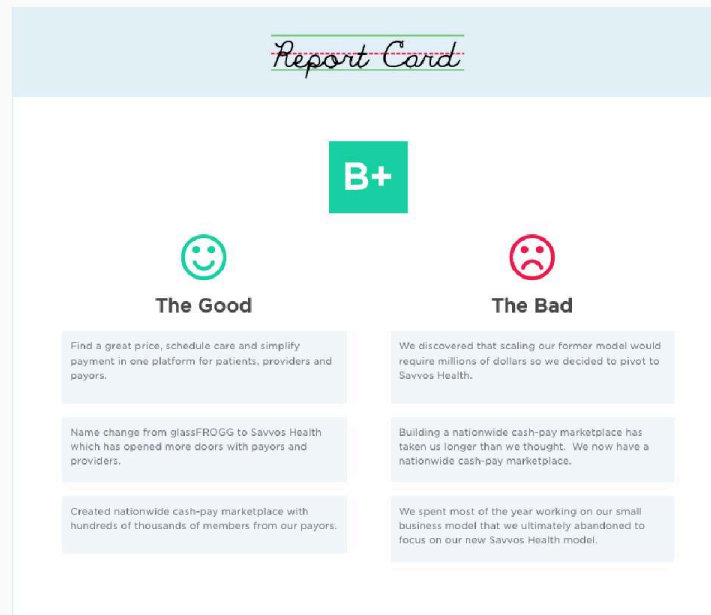 Report Card
B+
The Good
Find a great price, schedule care and simplify
payment in one platform for patients, providers and
payors.
Name change from glassFROGG to Savvos Health
which has opened more doors with payors and
providers.
Created nationwide cash-pay marketplace with
hundreds of thousands of members from our payors.
The Bad
We discovered that scaling our former model would
require millions of dollars so we decided to pivot to
Savvos Health.
Building a nationwide cash-pay marketplace has
taken us longer than we thought.  We now have a
nationwide cash-pay marketplace.
We spent most of the year working on our small
business model that we ultimately abandoned to
focus on our new Savvos Health model.